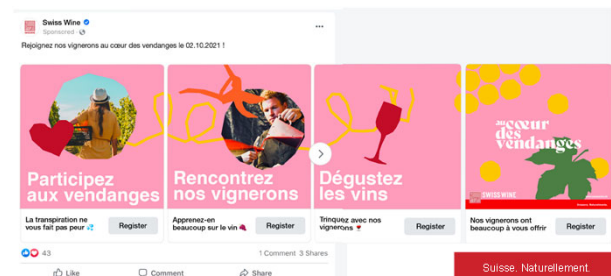 Swiss Wine
Sponsored
Rejoignez nos vignerons au cœur des vendanges le 02.10.2021 !
Participez
aux vendanges
Rencontrez
nos vignerons
Dégustez
les vins
au cœur
des
vendanges
SWISS WINE
La transpiration ne
vous fait pas peur 💦
Register
Apprenez-en
beaucoup sur le vin 🍇
Register
Trinquez avec nos
vignerons 🍷
Register
Nos vignerons ont
beaucoup à vous offrir
Register
43
1 Comment 3 Shares
Like
Comment
Share
Suisse. Naturellement.